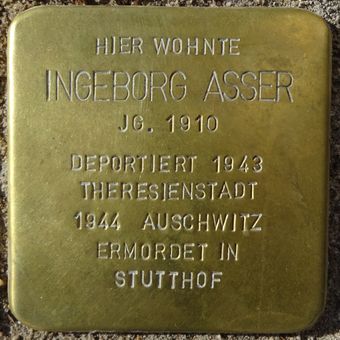 HIER WOHNTE
INGEBORG ASSER
JG. 1910
DEPORTIERT 1943
THERESIENSTADT
1944 AUSCHWITZ
ERMORDET IN
STUTTHOF